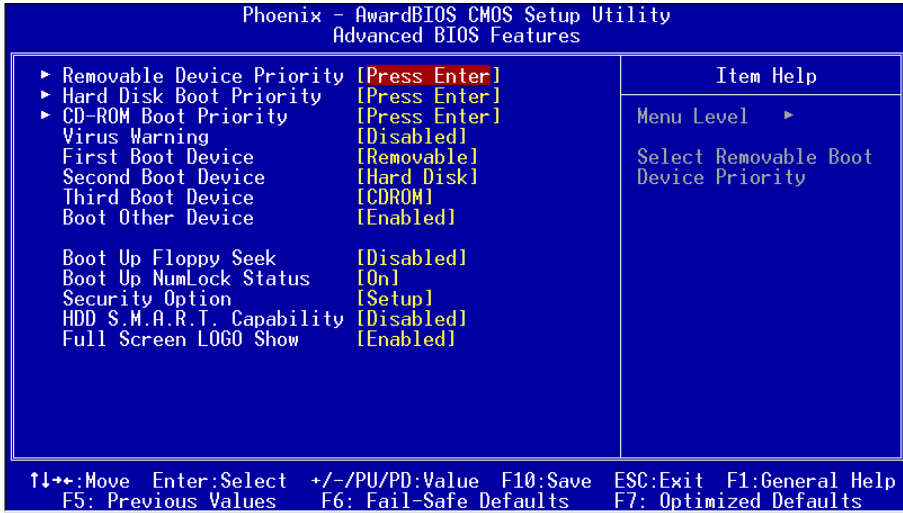 Phoenix - AwardBIOS CMOS Setup Utility
Advanced BIOS Features
► Removable Device Priority [Press Enter]
► Hard Disk Boot Priority [Press Enter]
► CD-ROM Boot Priority [Press Enter]
Virus Warning [Disabled]
First Boot Device [Removable]
Second Boot Device [Hard Disk]
Third Boot Device [CDROM]
Boot Other Device [Enabled]
Boot Up Floppy Seek [Disabled]
Boot Up NumLock Status [On]
Security Option [Setup]
HDD S.M.A.R.T. Capability [Disabled]
Full Screen LOGO Show [Enabled]
Item Help
Menu Level ►
Select Removable Boot
Device Priority
↑↓→←:Move Enter:Select +/-/PU/PD:Value F10:Save ESC:Exit F1:General Help
F5: Previous Values F6: Fail-Safe Defaults F7: Optimized Defaults